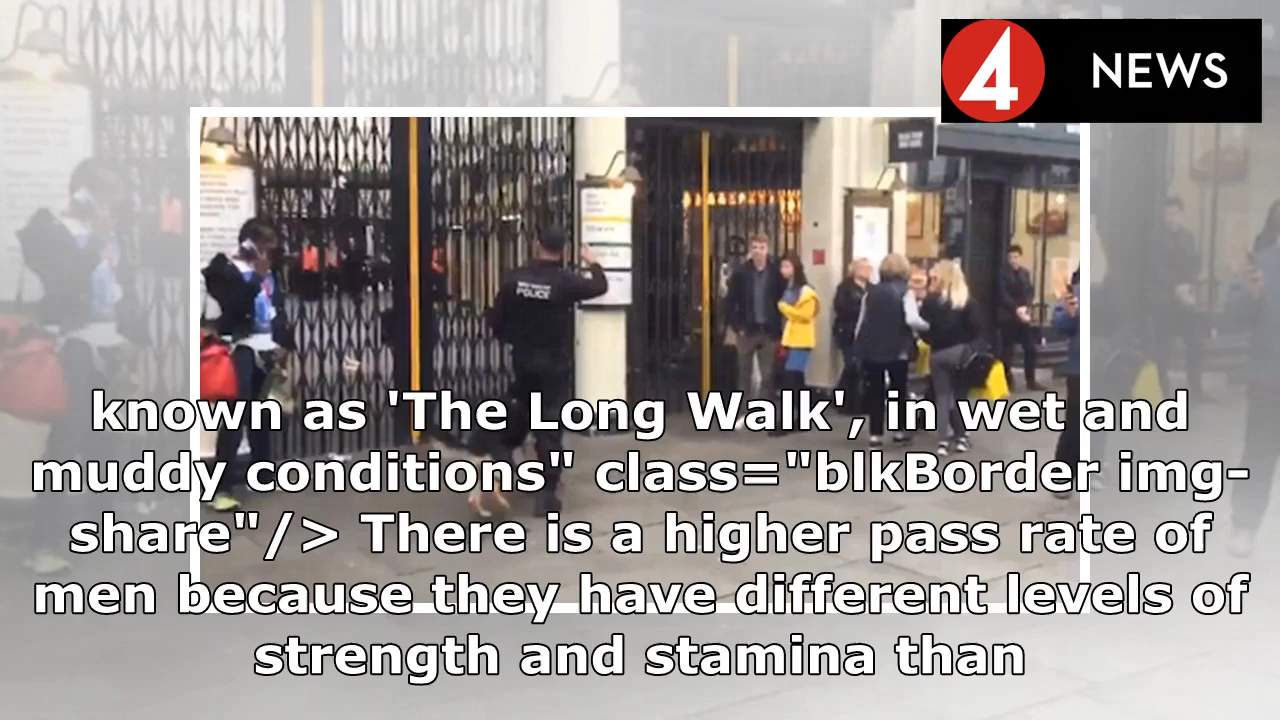 4 NEWS
POLICE
known as 'The Long Walk', in wet and
muddy conditions" class="blkBorder img-
share"/> There is a higher pass rate of
men because they have different levels of
strength and stamina than